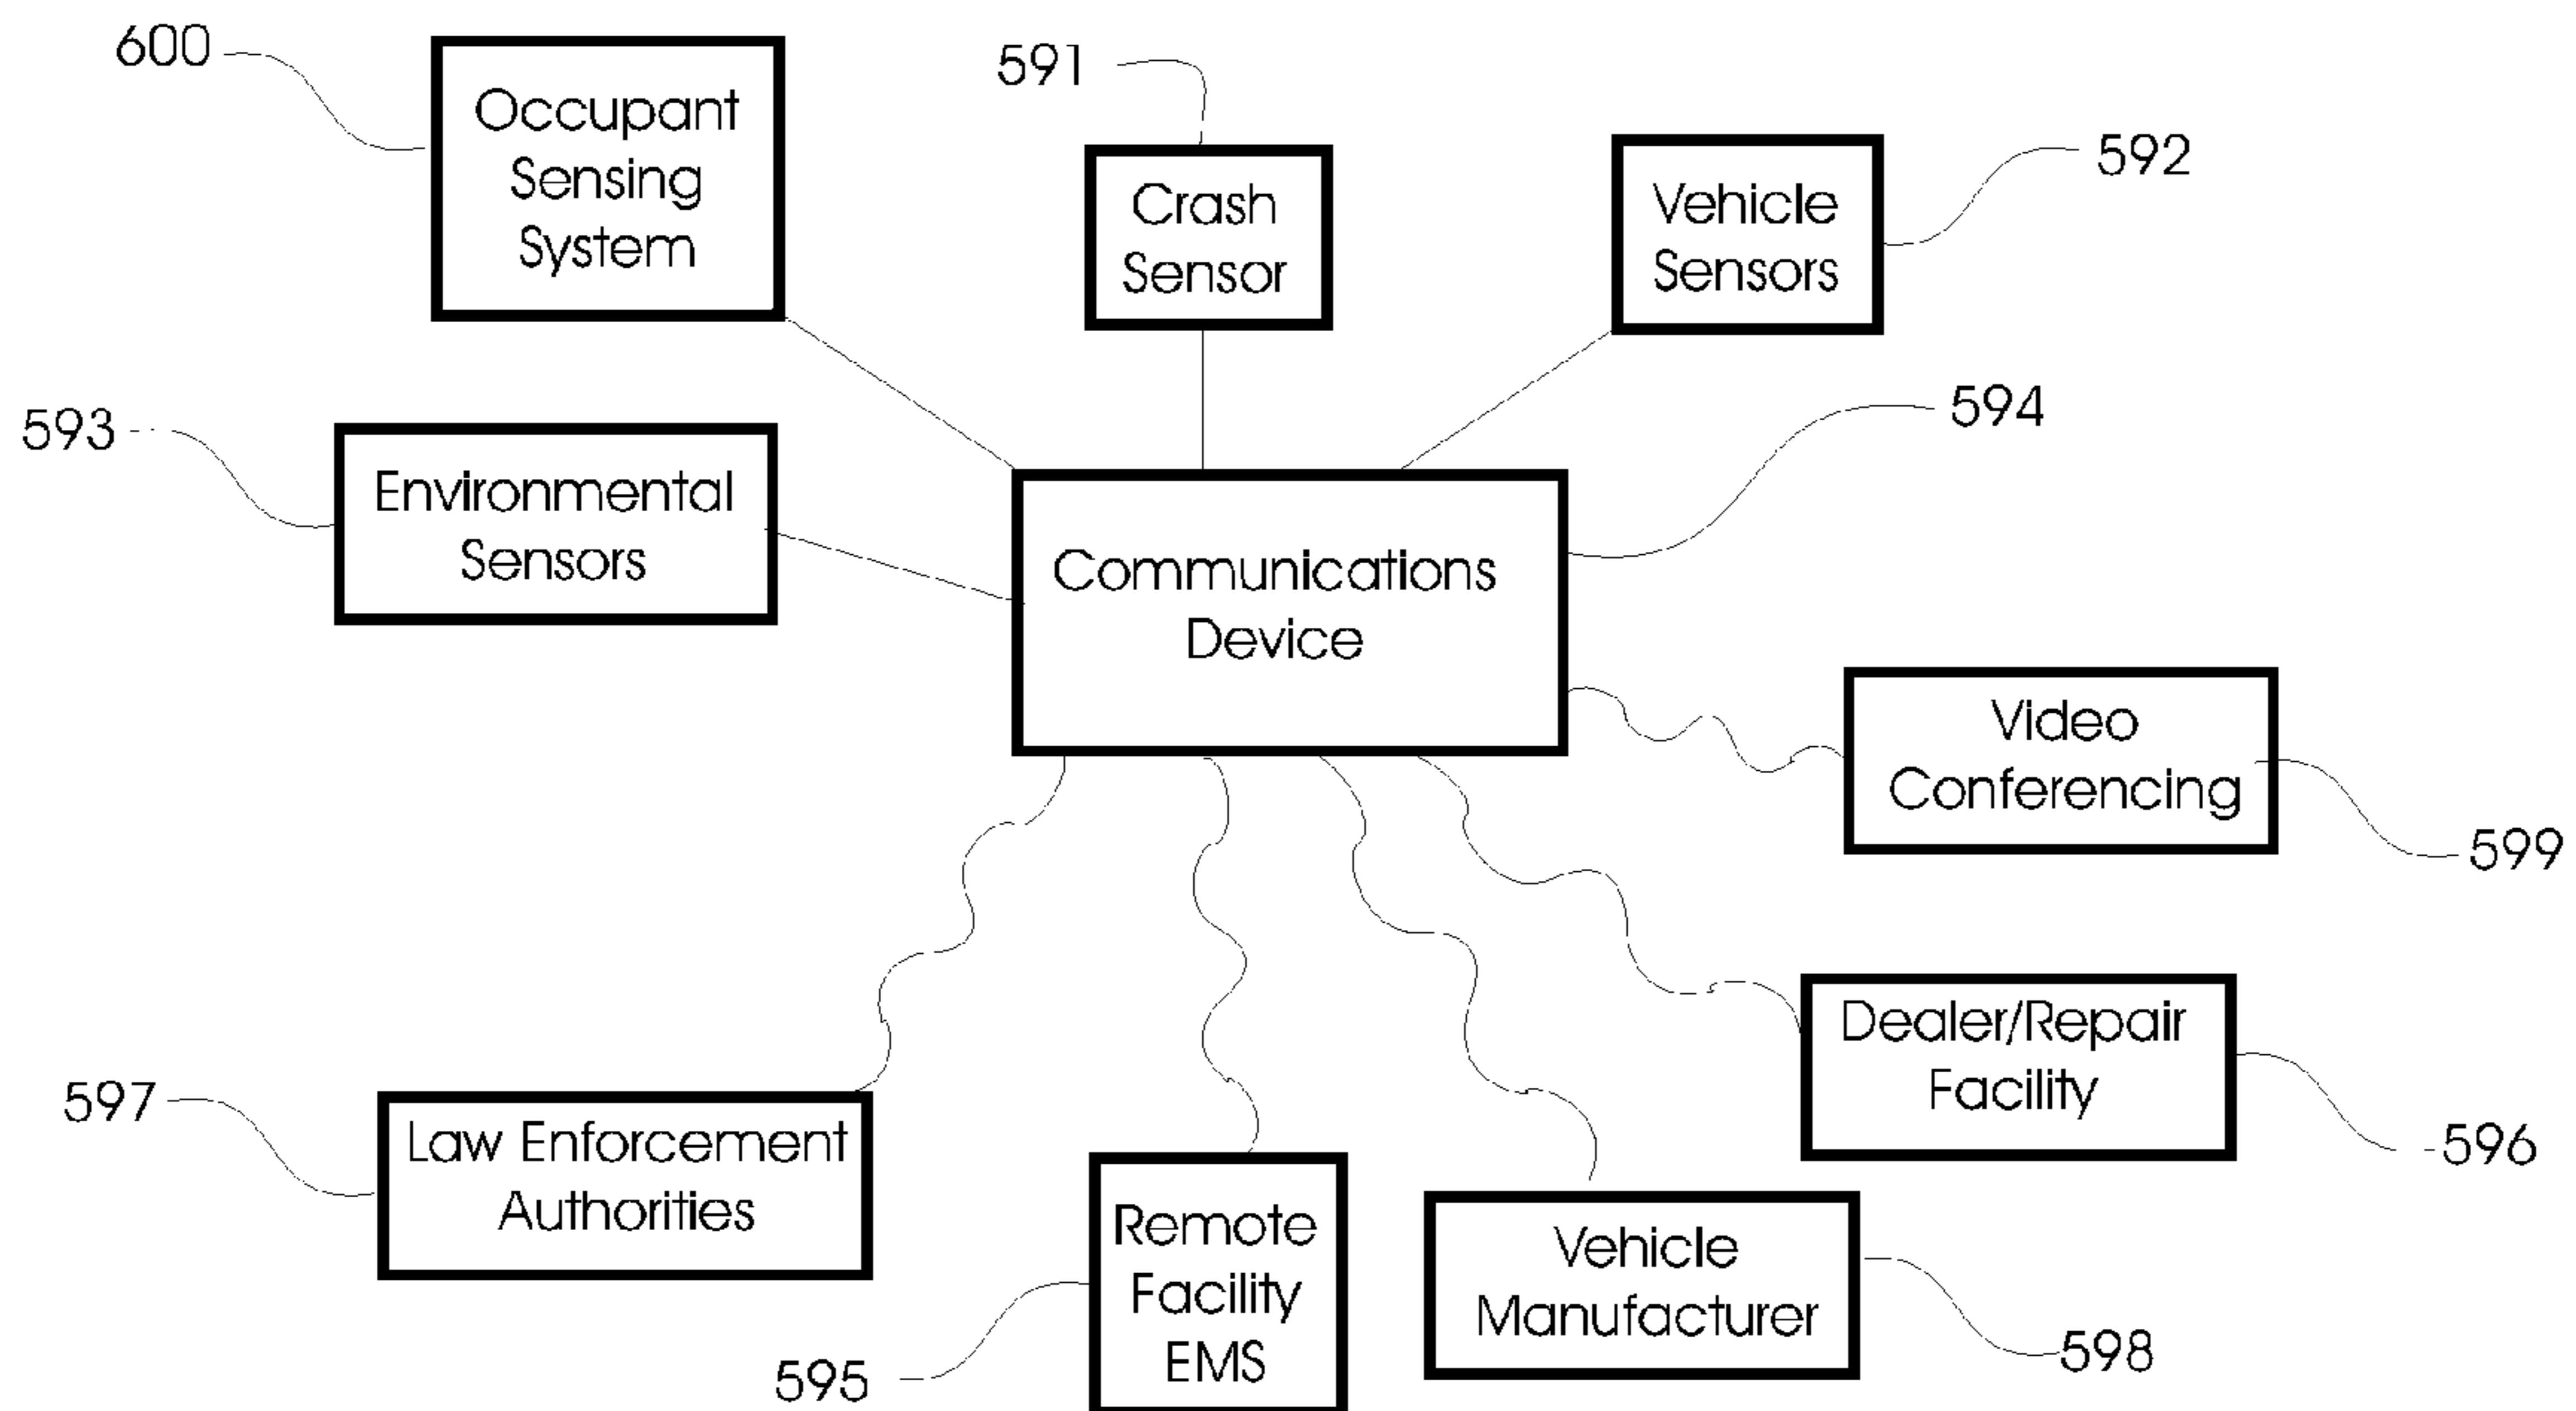 600
Occupant
Sensing
System
591
Crash
Sensor
Vehicle
Sensors
592
593
Environmental
Sensors
594
Communications
Device
Video
Conferencing
599
Dealer/Repair
Facility
596
597
Law Enforcement
Authorities
595
Remote
Facility
EMS
Vehicle
Manufacturer
598